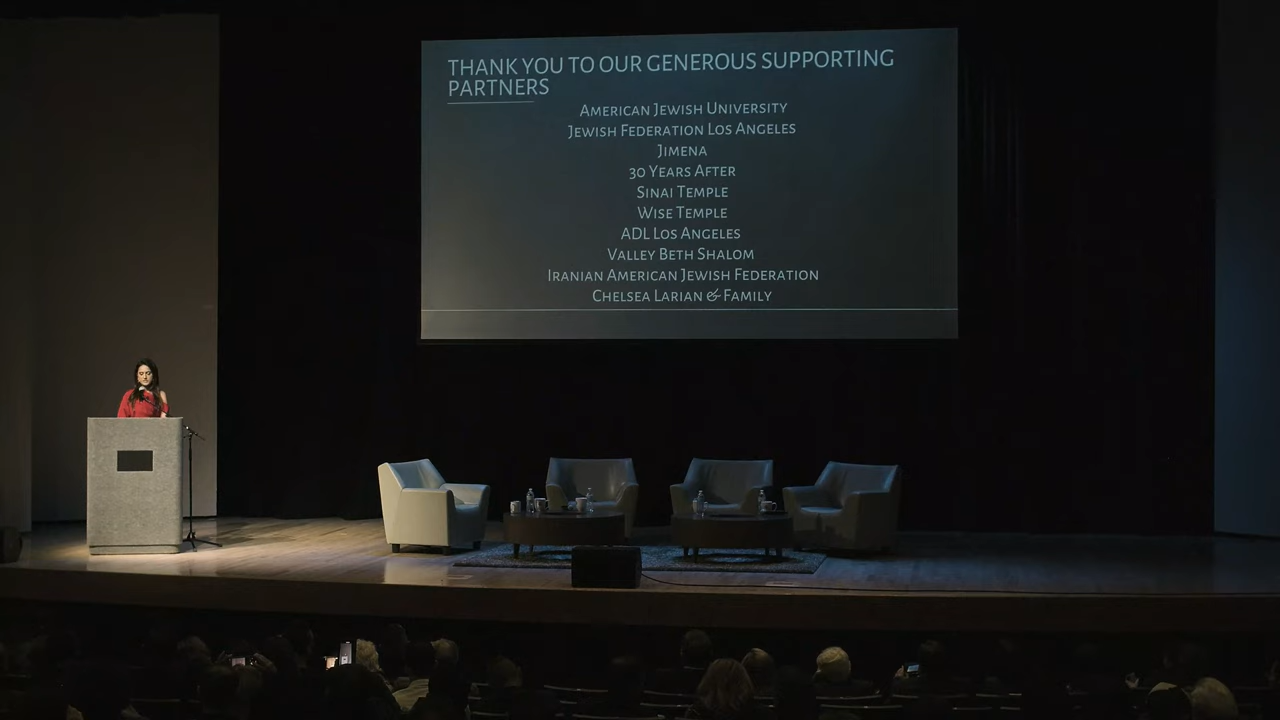 THANK YOU TO OUR GENEROUS SUPPORTING
PARTNERS
AMERICAN JEWISH UNIVERSITY
JEWISH FEDERATION LOS ANGELES
JIMENA
30 YEARS AFTER
SINAI TEMPLE
WISE TEMPLE
ADL LOS ANGELES
VALLEY BETH SHALOM
IRANIAN AMERICAN JEWISH FEDERATION
CHELSEA LARIAN & FAMILY